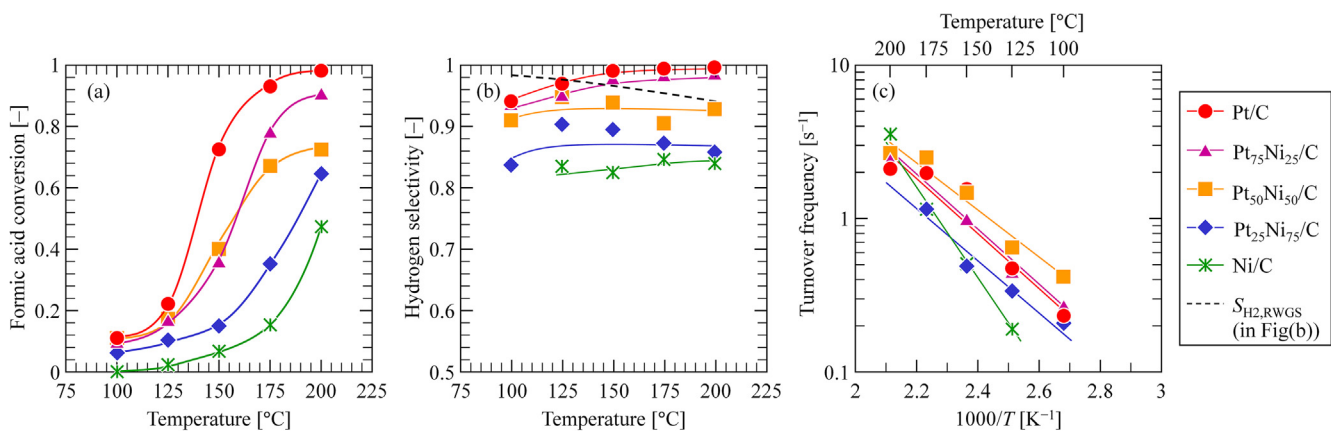 Temperature [°C]
200 175 150 125 100
(a)
(b)
(c)
Formic acid conversion [–]
1
0.8
0.6
0.4
0.2
0
75 100 125 150 175 200 225
Temperature [°C]
Hydrogen selectivity [–]
1
0.9
0.8
0.7
0.6
0.5
75 100 125 150 175 200 225
Temperature [°C]
Turnover frequency [s⁻¹]
10
1
0.1
2 2.2 2.4 2.6 2.8 3
1000/T [K⁻¹]
Pt/C
Pt₇₅Ni₂₅/C
Pt₅₀Ni₅₀/C
Pt₂₅Ni₇₅/C
Ni/C
S_H2,RWGS
(in Fig(b))